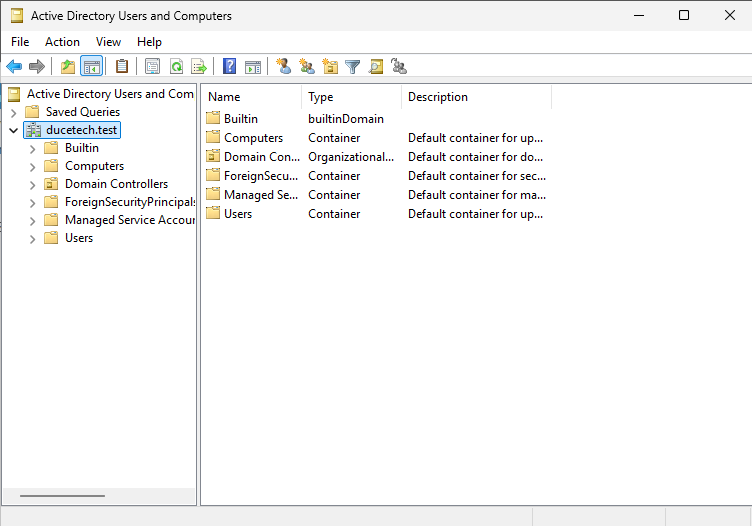 Active Directory Users and Computers
File Action View Help
Active Directory Users and Com
Saved Queries
ducetech.test
Builtin
Computers
Domain Controllers
ForeignSecurityPrincipals
Managed Service Accour
Users
Name Type Description
Builtin builtinDomain
Computers Container Default container for up...
Domain Con... Organizational... Default container for do...
ForeignSecu... Container Default container for sec...
Managed Se... Container Default container for ma...
Users Container Default container for up...